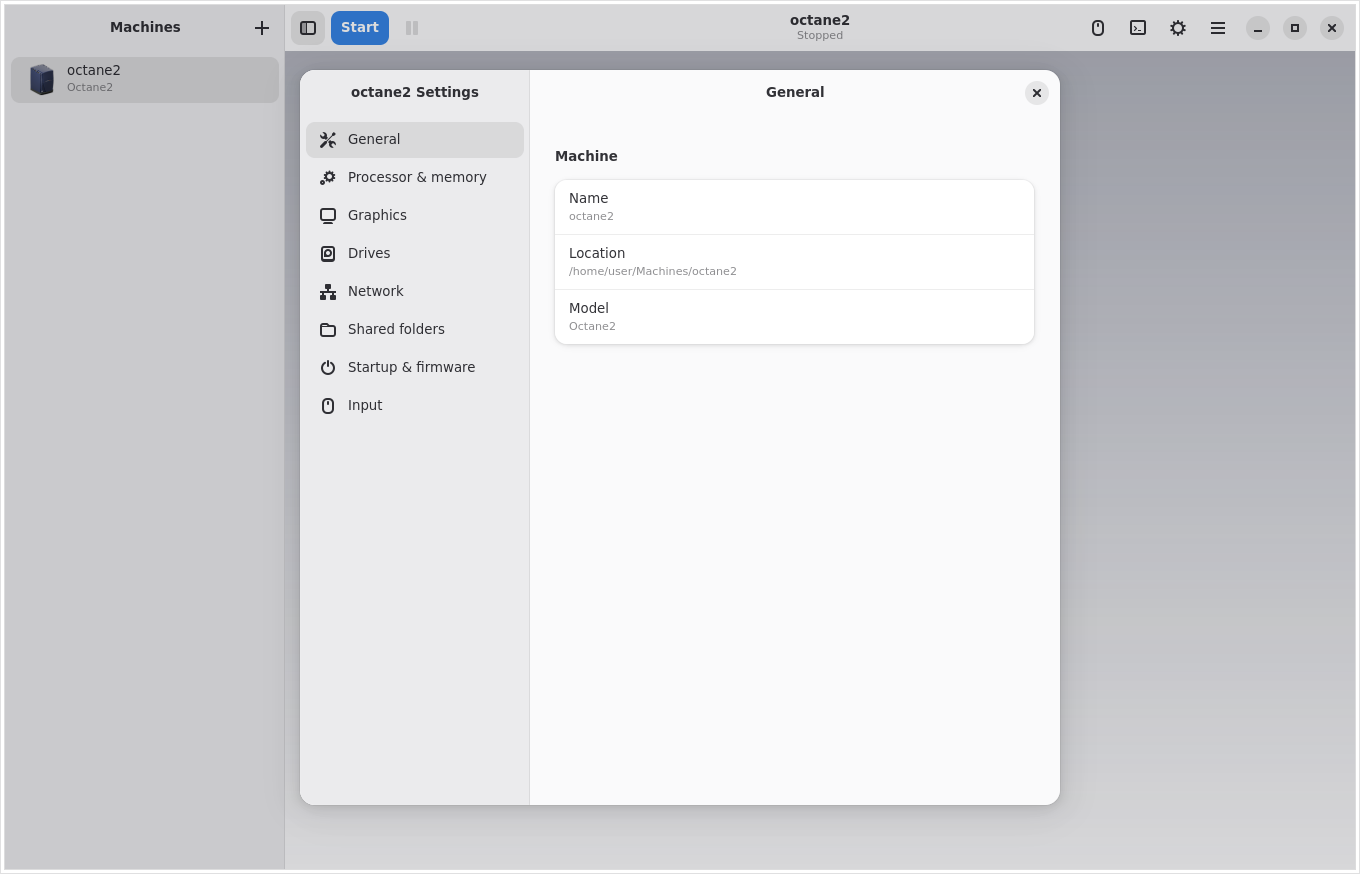 Machines
Start
octane2
Stopped
octane2
Octane2
octane2 Settings
General
Processor & memory
Graphics
Drives
Network
Shared folders
Startup & firmware
Input
General
Machine
Name
octane2
Location
/home/user/Machines/octane2
Model
Octane2